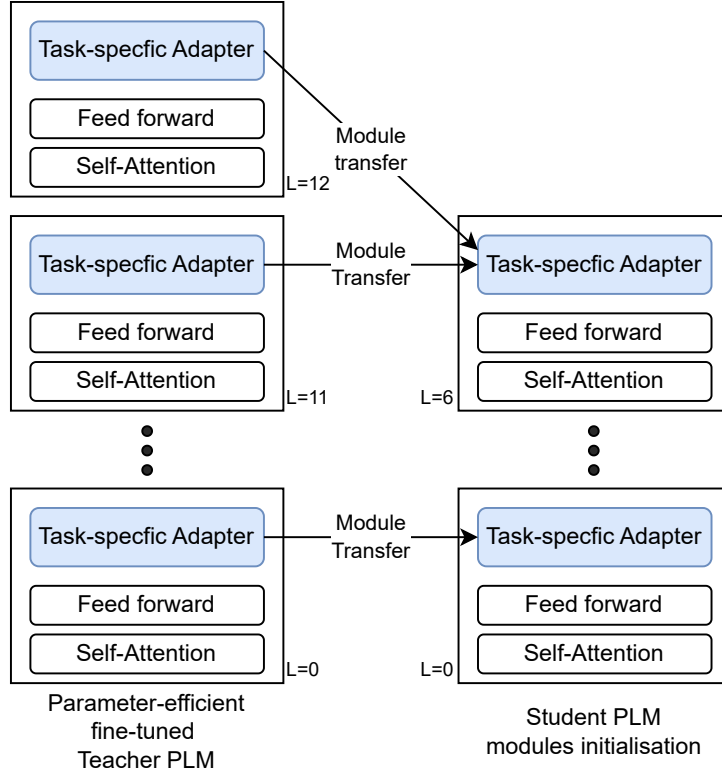 Task-specfic Adapter
Feed forward
Self-Attention
L=12
Module
transfer
Task-specfic Adapter
Feed forward
Self-Attention
L=11
Module
Transfer
Task-specfic Adapter
Feed forward
Self-Attention
L=6
Task-specfic Adapter
Feed forward
Self-Attention
L=0
Module
Transfer
Task-specfic Adapter
Feed forward
Self-Attention
L=0
Parameter-efficient
fine-tuned
Teacher PLM
Student PLM
modules initialisation